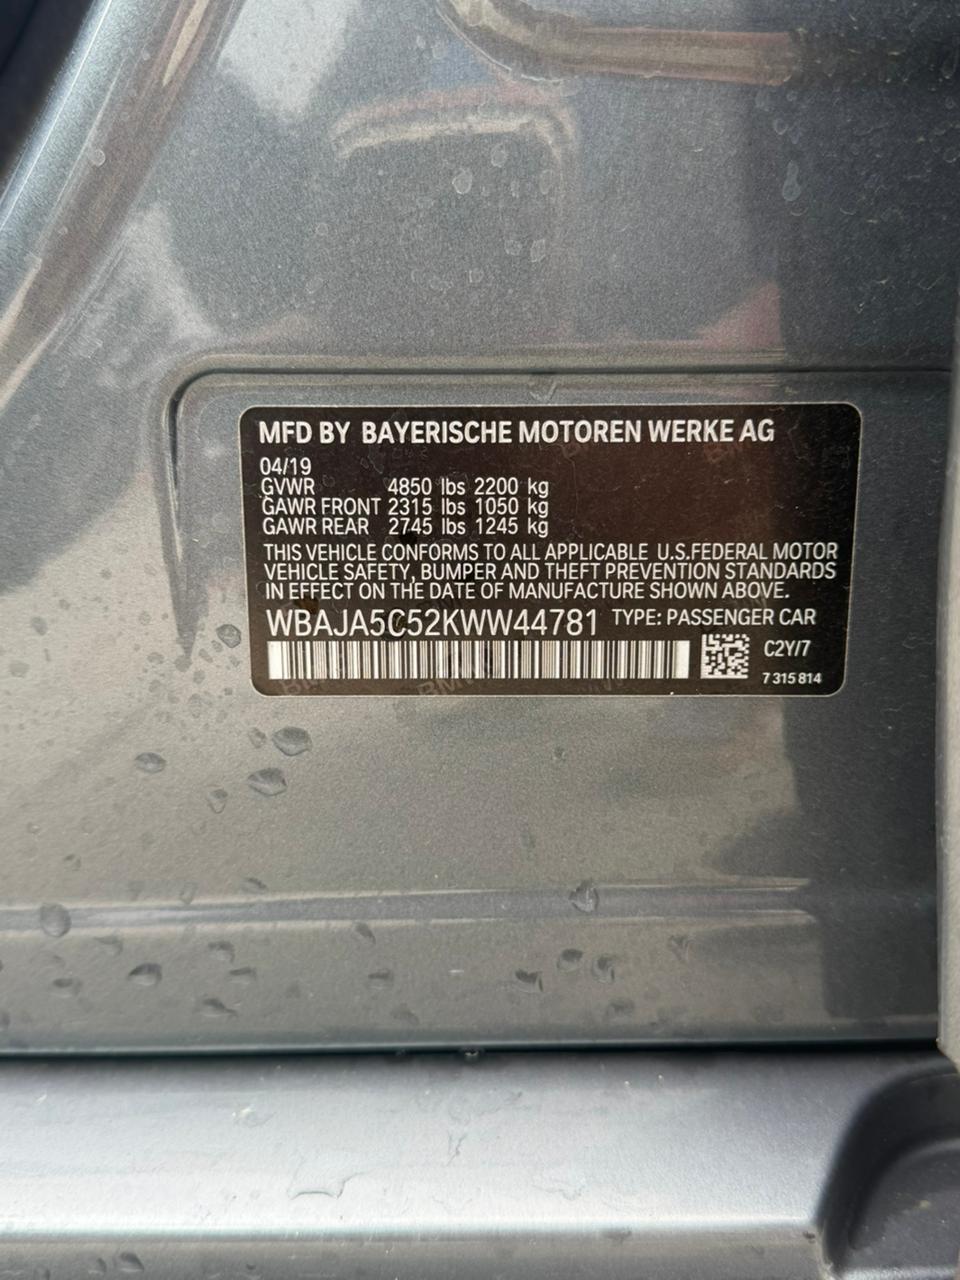 MFD BY BAYERISCHE MOTOREN WERKE AG
04/19
GVWR 4850 lbs 2200 kg
GAWR FRONT 2315 lbs 1050 kg
GAWR REAR 2745 lbs 1245 kg
THIS VEHICLE CONFORMS TO ALL APPLICABLE U.S.FEDERAL MOTOR
VEHICLE SAFETY, BUMPER AND THEFT PREVENTION STANDARDS
IN EFFECT ON THE DATE OF MANUFACTURE SHOWN ABOVE.
WBAJA5C52KWW44781 TYPE: PASSENGER CAR
C2Y/7
7 315 814